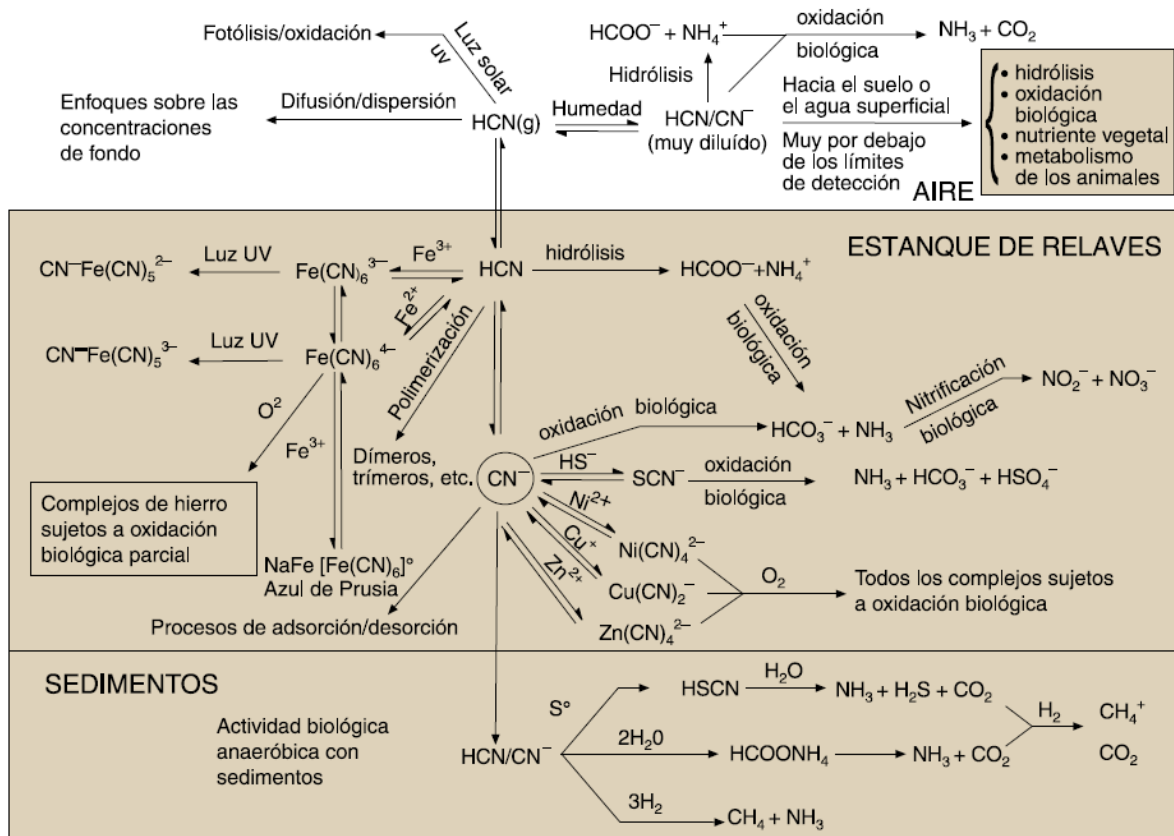 Fotólisis/oxidación
Luz solar
uv
HCOO⁻ + NH₄⁺
oxidación
biológica
NH₃ + CO₂
Hidrólisis
Enfoques sobre las
concentraciones
de fondo
Difusión/dispersión
HCN(g)
Humedad
HCN/CN⁻
(muy diluído)
Hacia el suelo o
el agua superficial
Muy por debajo
de los límites
de detección
• hidrólisis
• oxidación
biológica
• nutriente vegetal
• metabolismo
de los animales
AIRE
ESTANQUE DE RELAVES
CN–Fe(CN)₅²⁻
Luz UV
Fe(CN)₆³⁻
Fe³⁺
HCN
hidrólisis
HCOO⁻+NH₄⁺
Fe²⁺
CN–Fe(CN)₅³⁻
Luz UV
Fe(CN)₆⁴⁻
Polimerización
oxidación
biológica
O²
Fe³⁺
Nitrificación
biológica
NO₂⁻ + NO₃⁻
oxidación biológica
HCO₃⁻ + NH₃
Dímeros,
trímeros, etc.
CN⁻
HS⁻
SCN⁻
oxidación
biológica
NH₃ + HCO₃⁻ + HSO₄⁻
Complejos de hierro
sujetos a oxidación
biológica parcial
Ni²⁺
Ni(CN)₄²⁻
Cu⁺
Cu(CN)₂⁻
Zn²⁺
Zn(CN)₄²⁻
O₂
Todos los complejos sujetos
a oxidación biológica
NaFe [Fe(CN)₆]°
Azul de Prusia
Procesos de adsorción/desorción
SEDIMENTOS
Actividad biológica
anaeróbica con
sedimentos
HCN/CN⁻
S°
HSCN
H₂O
NH₃ + H₂S + CO₂
2H₂0
HCOONH₄
NH₃ + CO₂
H₂
CH₄⁺
CO₂
3H₂
CH₄ + NH₃